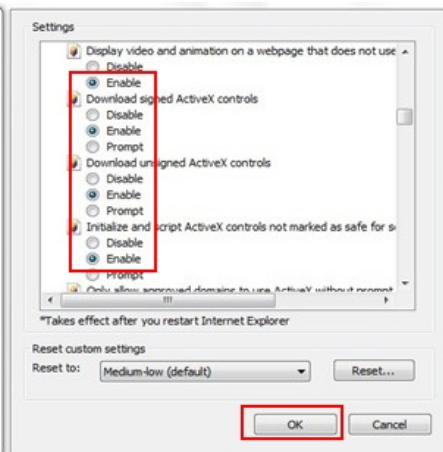 Settings
Display video and animation on a webpage that does not use
Disable
Enable
Download signed ActiveX controls
Disable
Enable
Prompt
Download unsigned ActiveX controls
Disable
Enable
Prompt
Initialize and script ActiveX controls not marked as safe for
Disable
Enable
Prompt
Only allow approved domains to use ActiveX without prompt
*Takes effect after you restart Internet Explorer
Reset custom settings
Reset to:
Medium-low (default)
Reset...
OK
Cancel